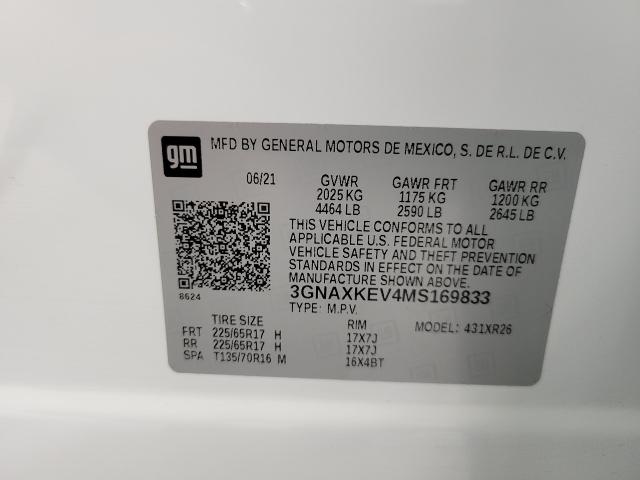 gm MFD BY GENERAL MOTORS DE MEXICO, S. DE R.L. DE C.V.
06/21 GVWR GAWR FRT GAWR RR
2025 KG 1175 KG 1200 KG
4464 LB 2590 LB 2645 LB
THIS VEHICLE CONFORMS TO ALL
APPLICABLE U.S. FEDERAL MOTOR
VEHICLE SAFETY AND THEFT PREVENTION
STANDARDS IN EFFECT ON THE DATE OF
MANUFACTURE SHOWN ABOVE.
8624 3GNAXKEV4MS169833
TYPE: M.P.V.
TIRE SIZE RIM MODEL: 431XR26
FRT 225/65R17 H 17X7J
RR 225/65R17 H 17X7J
SPA T135/70R16 M 16X4BT